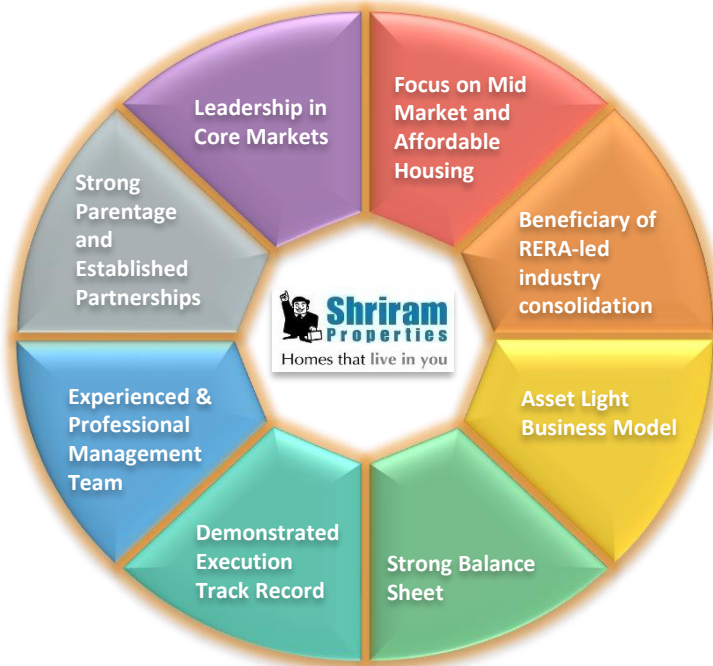 Focus on Mid
Market and
Affordable
Housing
Beneficiary of
RERA-led
industry
consolidation
Asset Light
Business Model
Strong Balance
Sheet
Demonstrated
Execution
Track Record
Experienced &
Professional
Management
Team
Strong
Parentage
and
Established
Partnerships
Leadership in
Core Markets
Shriram
Properties
Homes that live in you